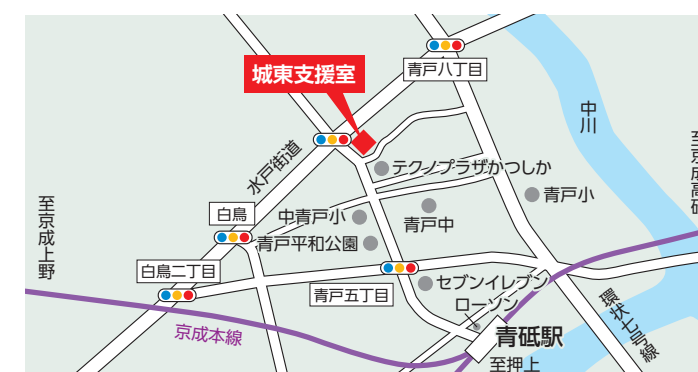 城東支援室
青戸八丁目
中川
水戸街道
テクノプラザかつしか
至京成高砂
青戸小
至京成上野
白鳥
中青戸小
青戸中
青戸平和公園
白鳥二丁目
セブンイレブン
青戸五丁目
ローソン
環状七号線
京成本線
青砥駅
至押上